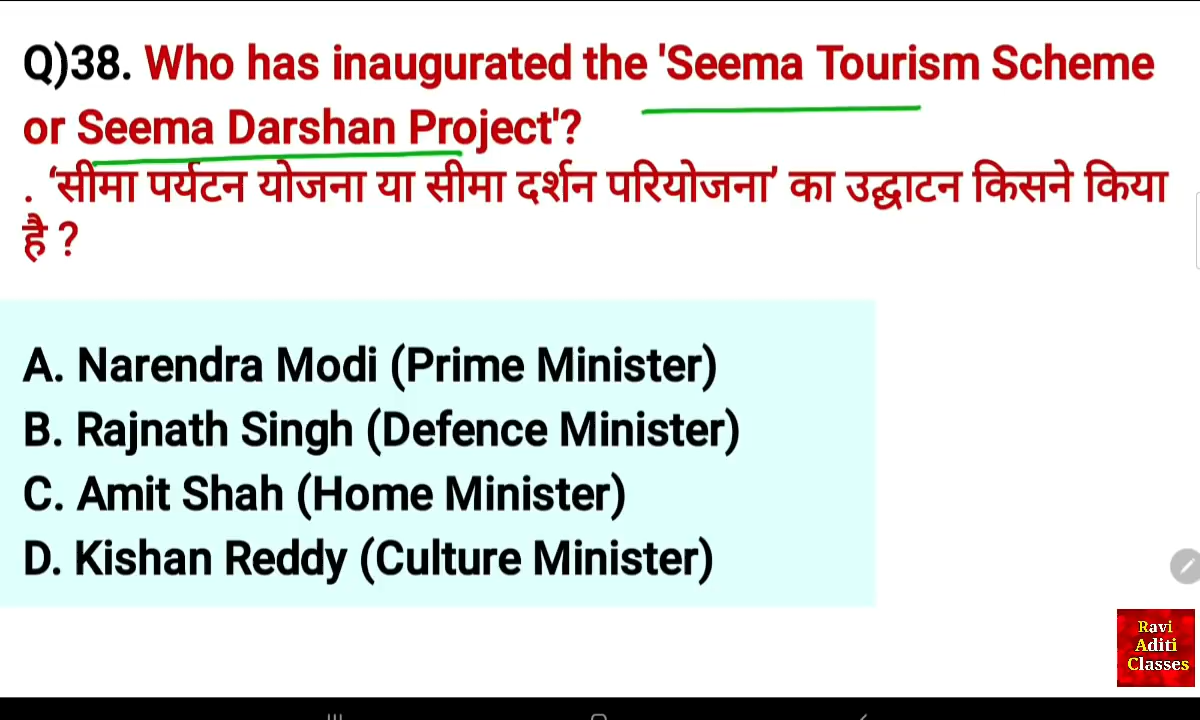 Q)38. Who has inaugurated the 'Seema Tourism Scheme
or Seema Darshan Project'?
. ‘सीमा पर्यटन योजना या सीमा दर्शन परियोजना’ का उद्घाटन किसने किया
है ?
A. Narendra Modi (Prime Minister)
B. Rajnath Singh (Defence Minister)
C. Amit Shah (Home Minister)
D. Kishan Reddy (Culture Minister)
Ravi
Aditi
Classes